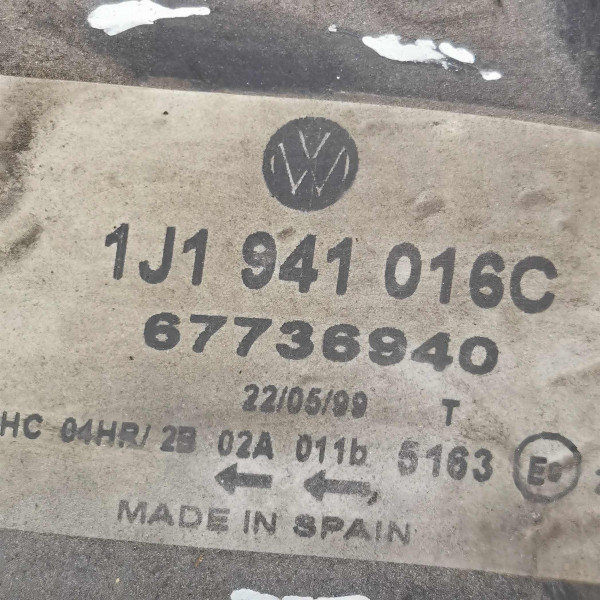 1J1 941 016C
67736940
22/05/99 T
HC 04HR/ 2B 02A 011b 5163
MADE IN SPAIN